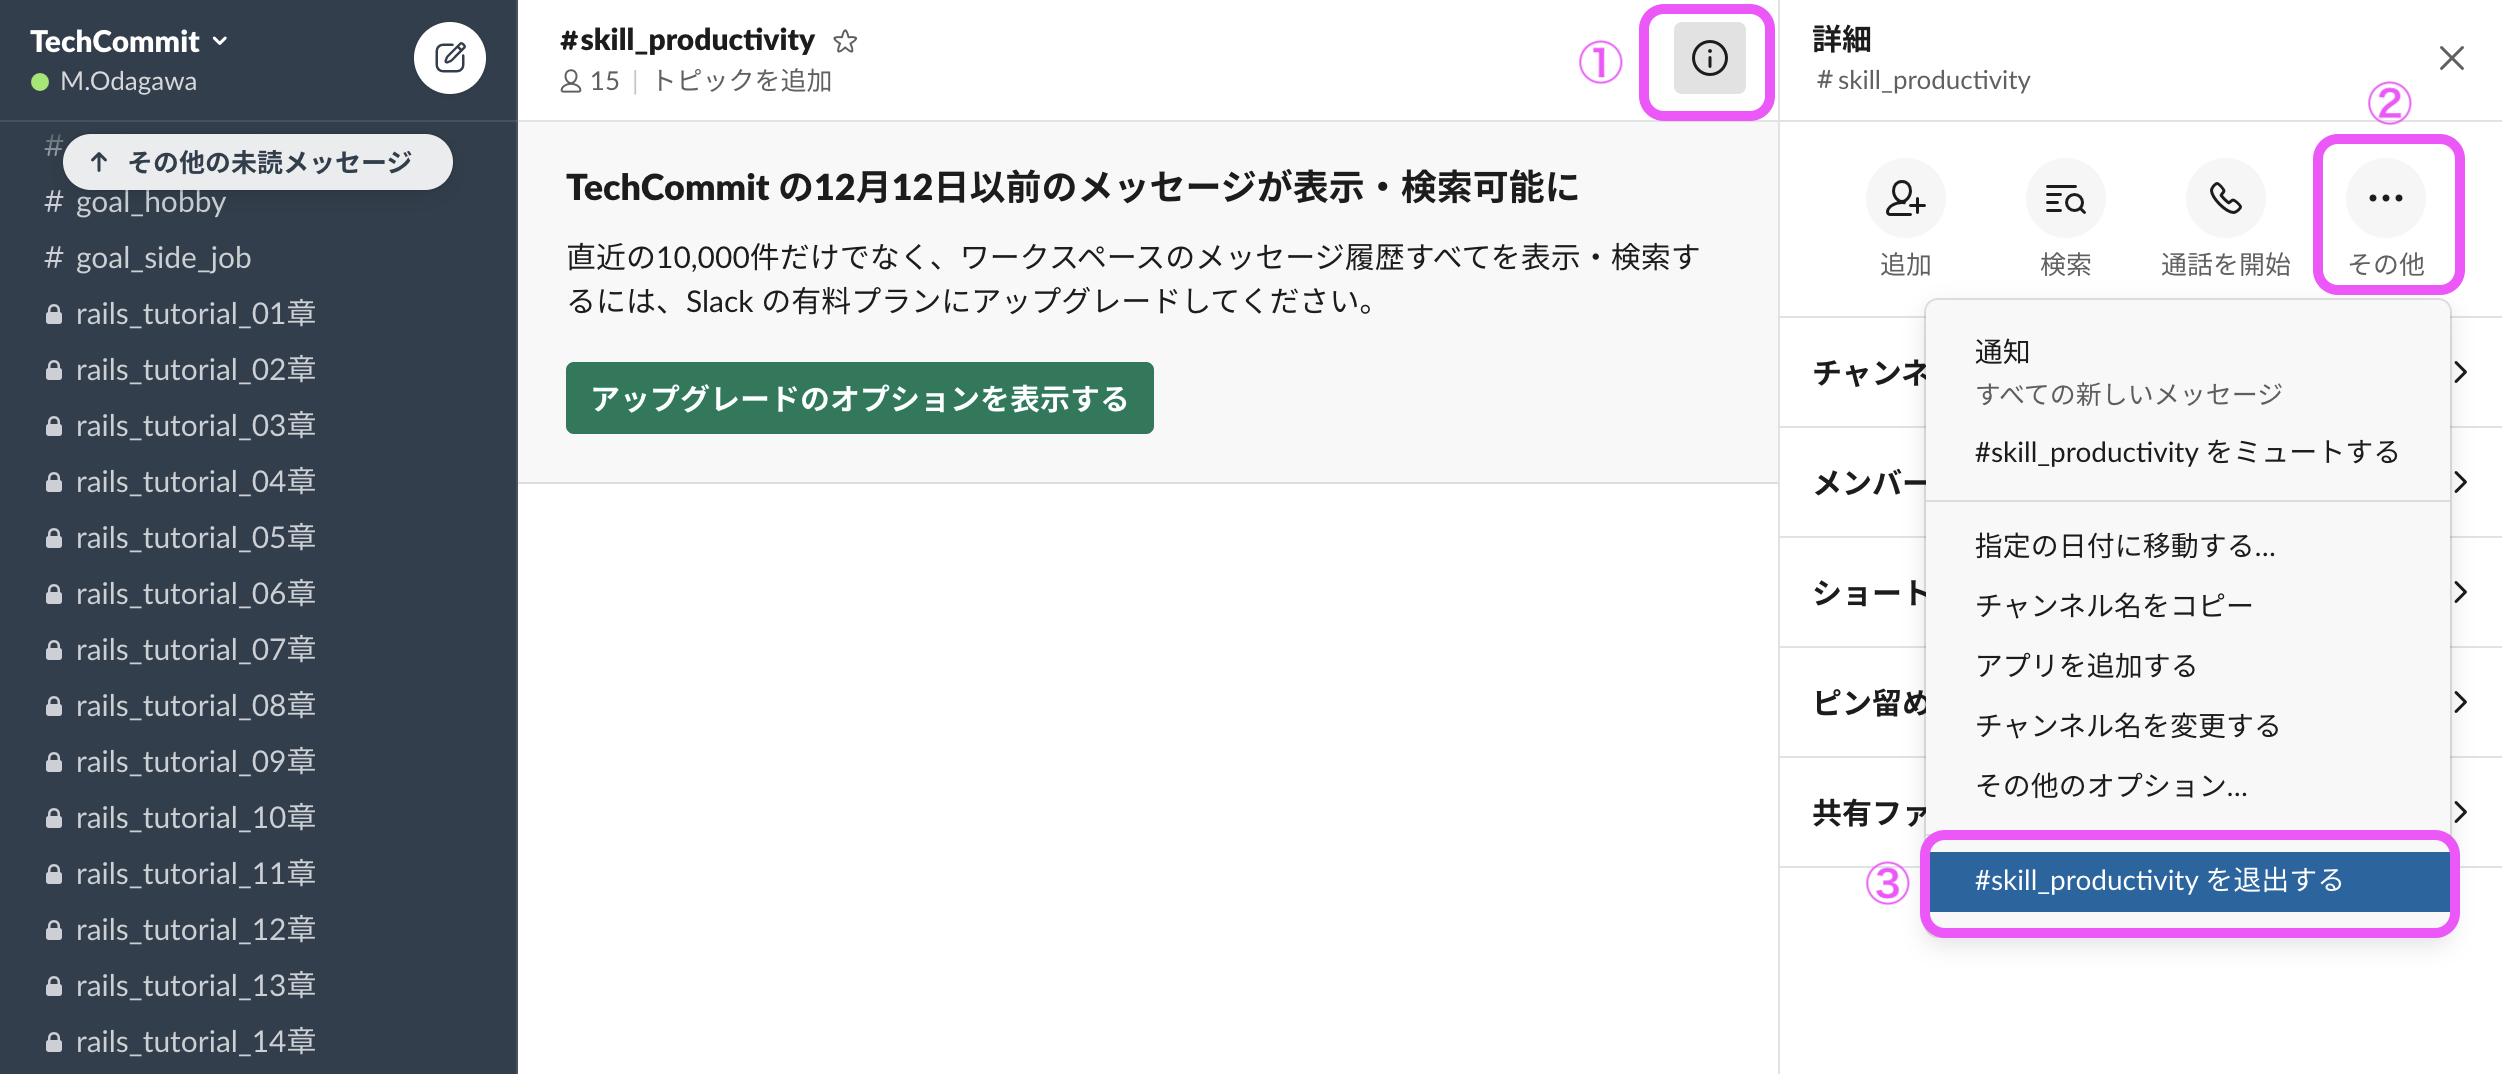 TechCommit
M.Odagawa
#
その他の未読メッセージ
# goal_hobby
# goal_side_job
rails_tutorial_01章
rails_tutorial_02章
rails_tutorial_03章
rails_tutorial_04章
rails_tutorial_05章
rails_tutorial_06章
rails_tutorial_07章
rails_tutorial_08章
rails_tutorial_09章
rails_tutorial_10章
rails_tutorial_11章
rails_tutorial_12章
rails_tutorial_13章
rails_tutorial_14章
#skill_productivity
15 | トピックを追加
①
TechCommit の12月12日以前のメッセージが表示・検索可能に
直近の10,000件だけでなく、ワークスペースのメッセージ履歴すべてを表示・検索す
るには、Slack の有料プランにアップグレードしてください。
アップグレードのオプションを表示する
詳細
# skill_productivity
②
追加
検索
通話を開始
その他
チャンネ
メンバー
ショート
ピン留め
共有ファ
通知
すべての新しいメッセージ
#skill_productivity をミュートする
指定の日付に移動する...
チャンネル名をコピー
アプリを追加する
チャンネル名を変更する
その他のオプション...
③
#skill_productivity を退出する